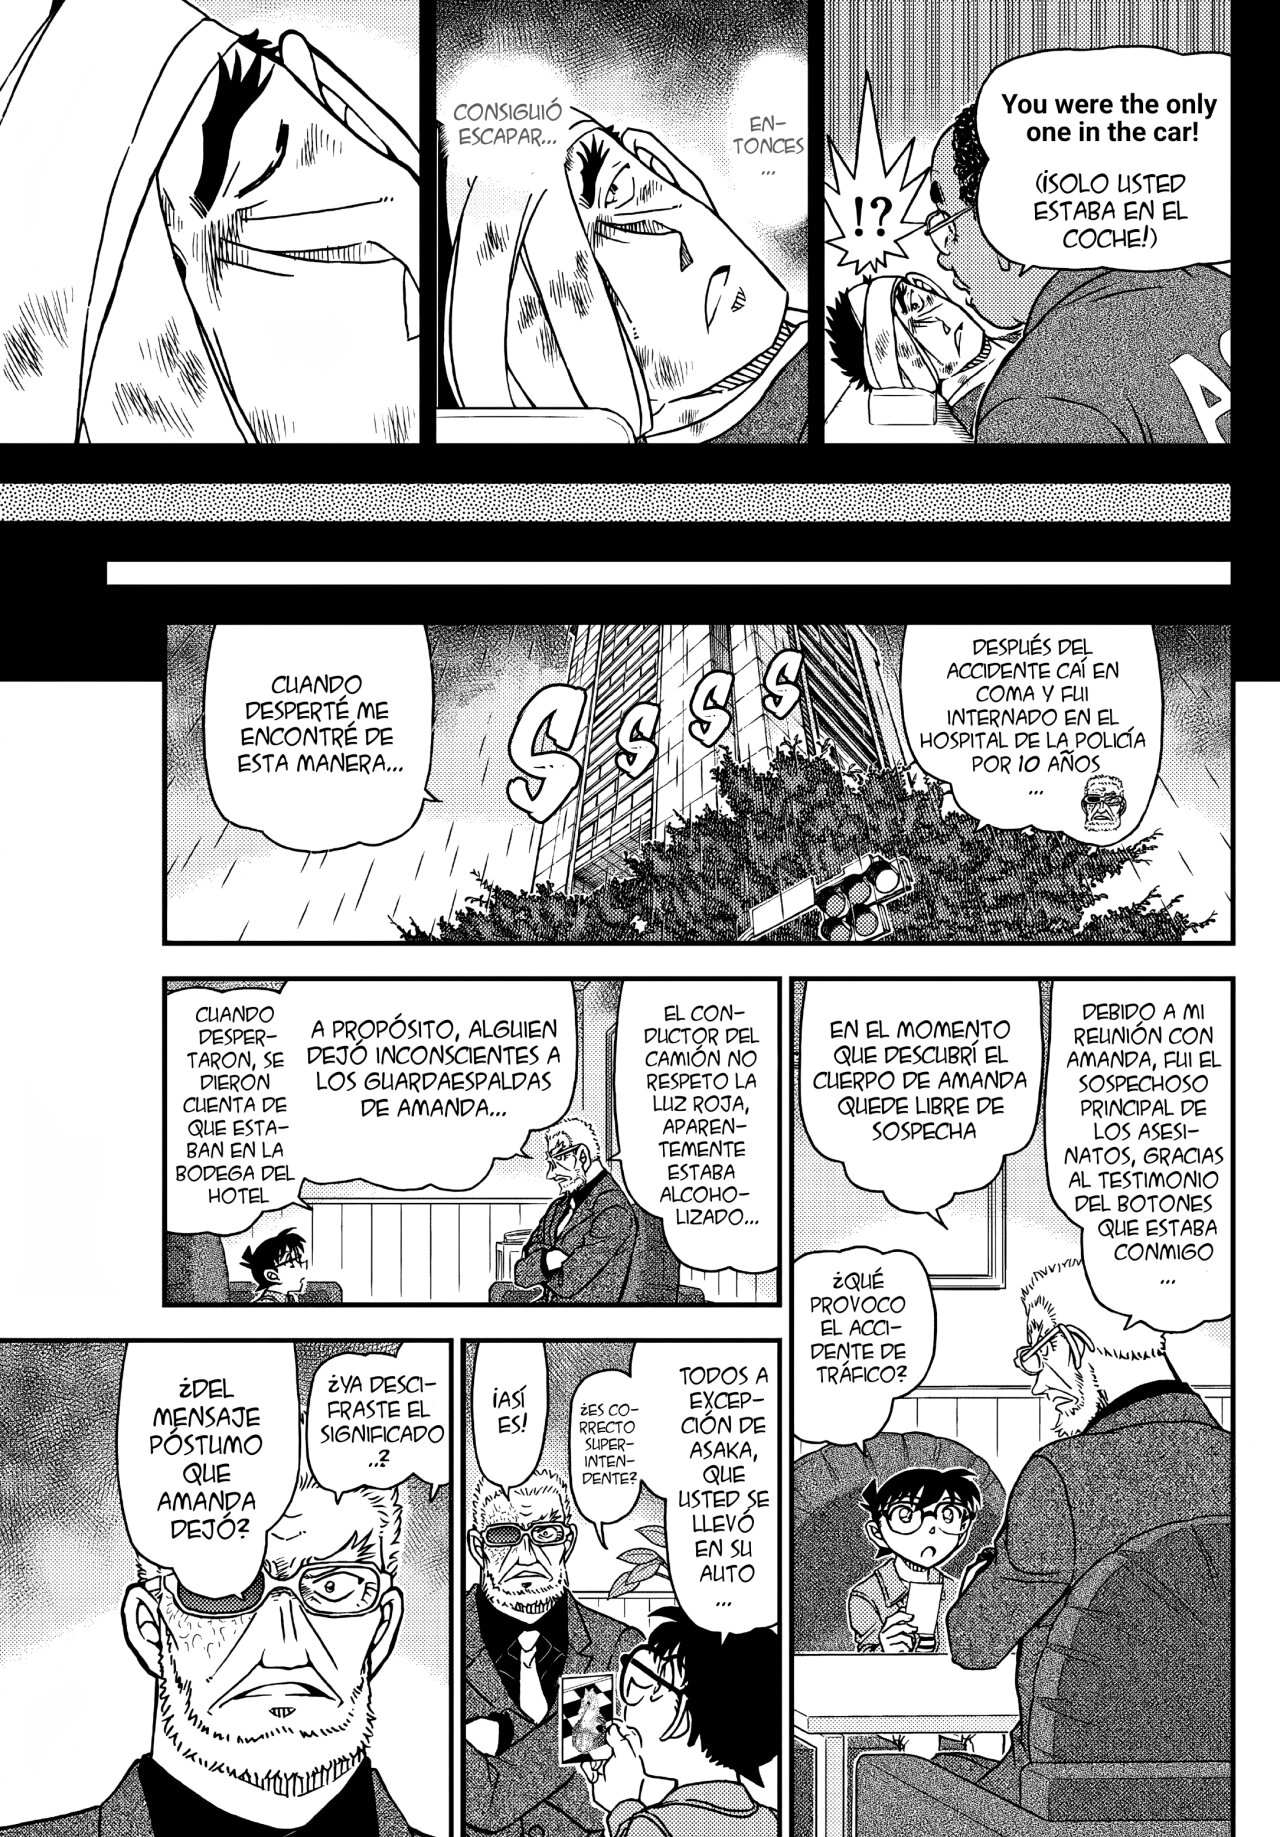 You were the only
one in the car!
(¡SOLO USTED
ESTABA EN EL
COCHE!)
!?
EN-
TONCES
...
CONSIGUIÓ
ESCAPAR...
DESPUÉS DEL
ACCIDENTE CAÍ EN
COMA Y FUI
INTERNADO EN EL
HOSPITAL DE LA POLICÍA
POR 10 AÑOS
...
S S S S
CUANDO
DESPERTÉ ME
ENCONTRÉ DE
ESTA MANERA...
DEBIDO A MI
REUNIÓN CON
AMANDA, FUI EL
SOSPECHOSO
PRINCIPAL DE
LOS ASESI-
NATOS, GRACIAS
AL TESTIMONIO
DEL BOTONES
QUE ESTABA
CONMIGO
...
EN EL MOMENTO
QUE DESCUBRÍ EL
CUERPO DE AMANDA
QUEDE LIBRE DE
SOSPECHA
¿QUÉ
PROVOCO
EL ACCI-
DENTE DE
TRÁFICO?
EL CON-
DUCTOR DEL
CAMIÓN NO
RESPETO LA
LUZ ROJA,
APAREN-
TEMENTE
ESTABA
ALCOHO-
LIZADO...
A PROPÓSITO, ALGUIEN
DEJÓ INCONSCIENTES A
LOS GUARDAESPALDAS
DE AMANDA...
CUANDO
DESPER-
TARON, SE
DIERON
CUENTA DE
QUE ESTA-
BAN EN LA
BODEGA DEL
HOTEL
TODOS A
EXCEP-
CIÓN DE
ASAKA,
QUE
USTED SE
LLEVÓ
EN SU
AUTO
...
¿ES CO-
RRECTO
SUPER-
INTEN-
DENTE?
¡ASÍ
ES!
¿YA DESCI-
FRASTE EL
SIGNIFICADO
...?
¿DEL
MENSAJE
PÓSTUMO
QUE
AMANDA
DEJÓ?